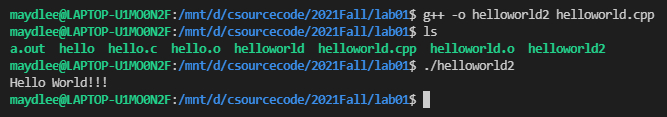 maydlee@LAPTOP-U1MO0N2F:/mnt/d/csourcecode/2021Fall/lab01$ g++ -o helloworld2 helloworld.cpp
maydlee@LAPTOP-U1MO0N2F:/mnt/d/csourcecode/2021Fall/lab01$ ls
a.out hello hello.c hello.o helloworld helloworld.cpp helloworld.o helloworld2
maydlee@LAPTOP-U1MO0N2F:/mnt/d/csourcecode/2021Fall/lab01$ ./helloworld2
Hello World!!!
maydlee@LAPTOP-U1MO0N2F:/mnt/d/csourcecode/2021Fall/lab01$